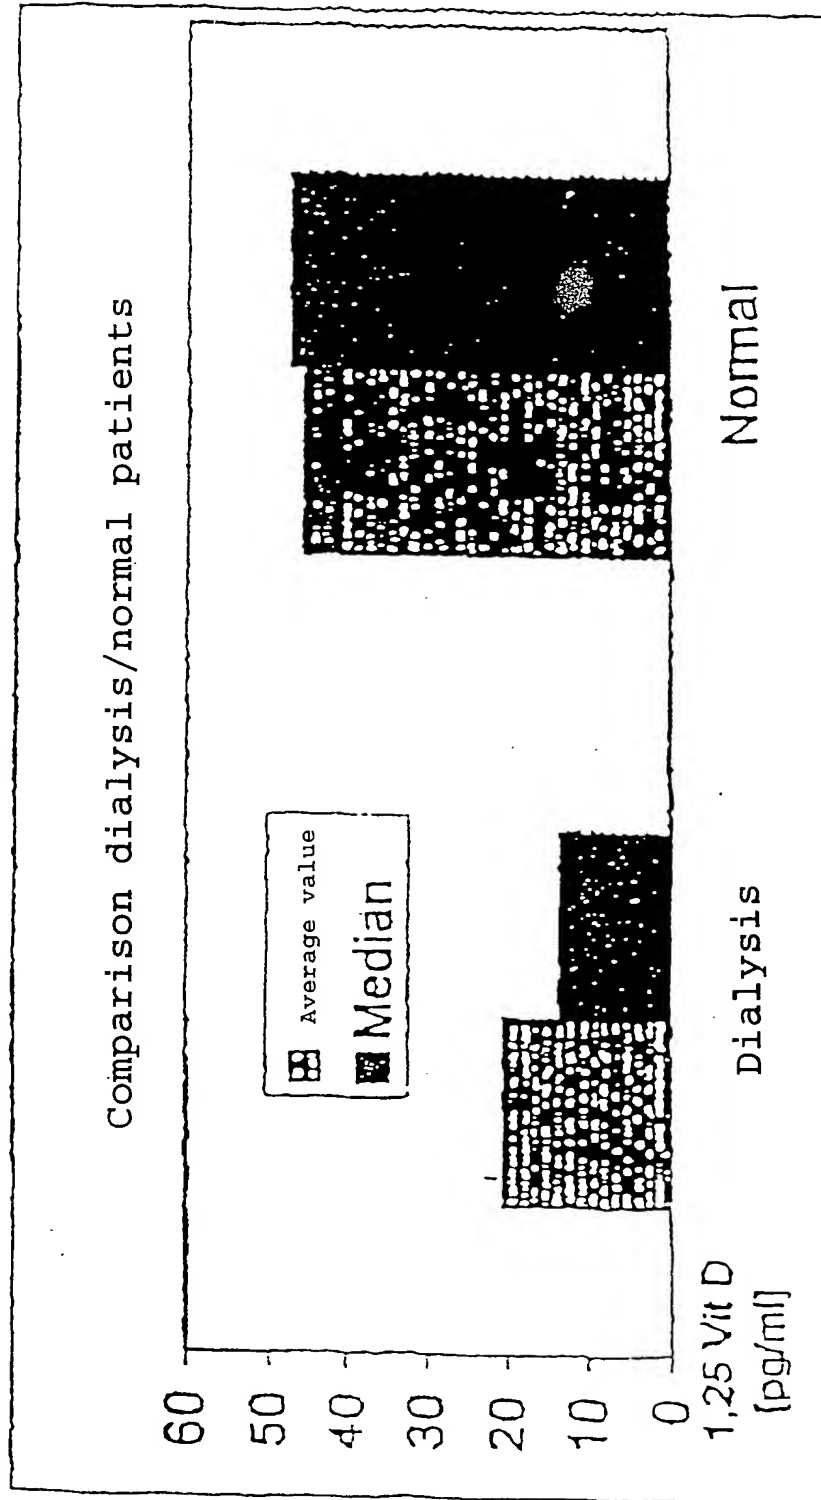 Comparison dialysis/normal patients
60
50
40
30
20
10
0
Average value
Median
1,25 Vit D
[pg/ml]
Dialysis
Normal